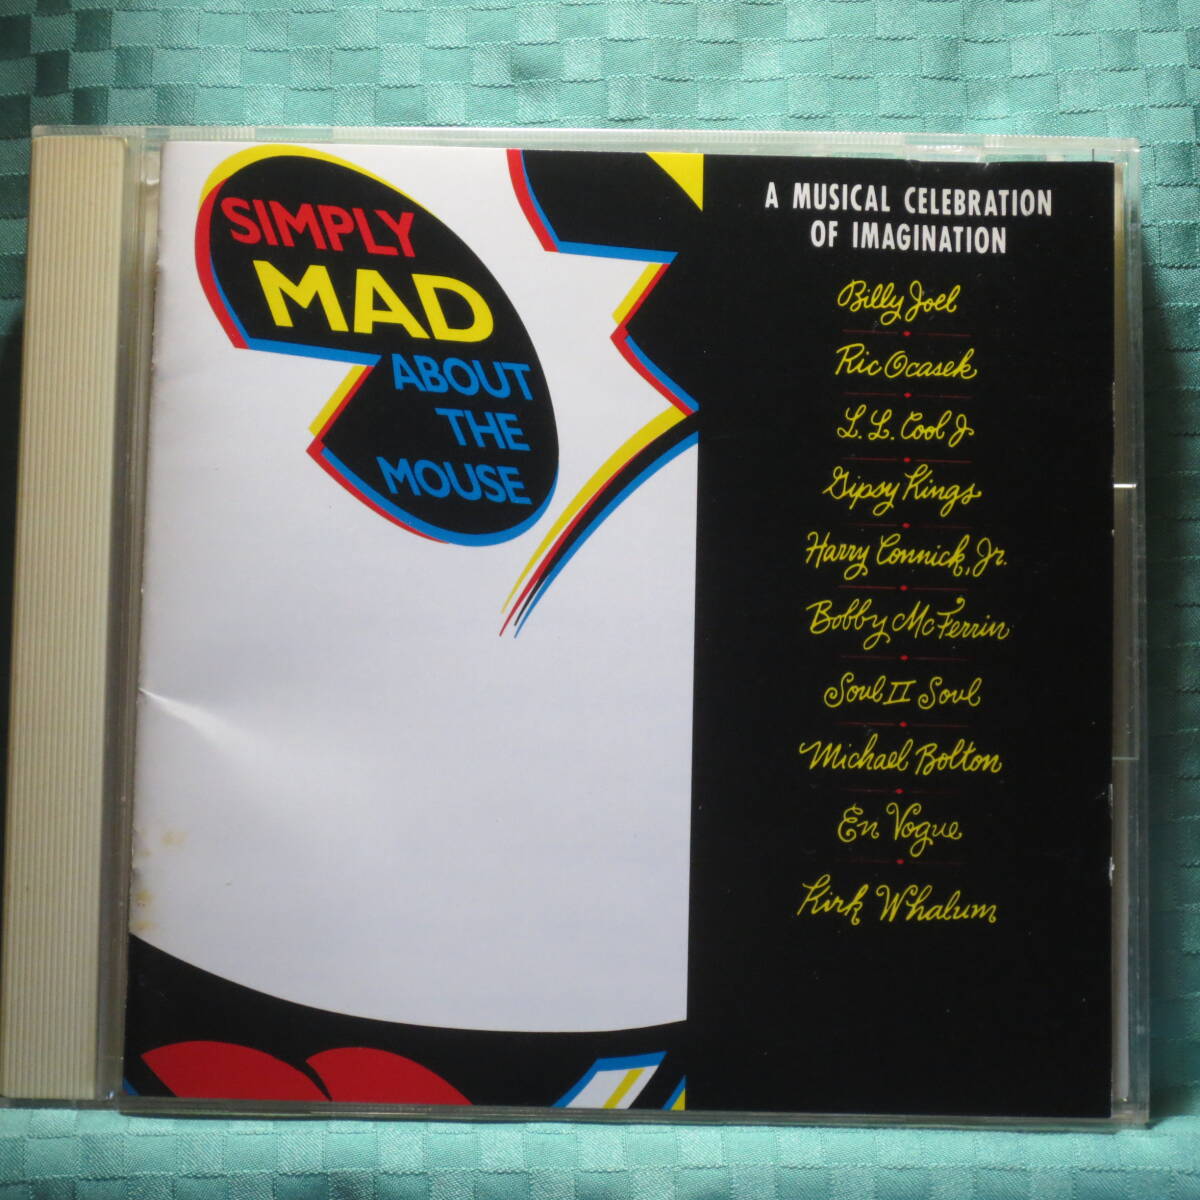 SIMPLY
MAD
ABOUT
THE
MOUSE
A MUSICAL CELEBRATION
OF IMAGINATION
Billy Joel
Ric Ocasek
L. L. Cool J
Gipsy Kings
Harry Connick, Jr.
Bobby McFerrin
Soul II Soul
Michael Bolton
En Vogue
Kirk Whalum